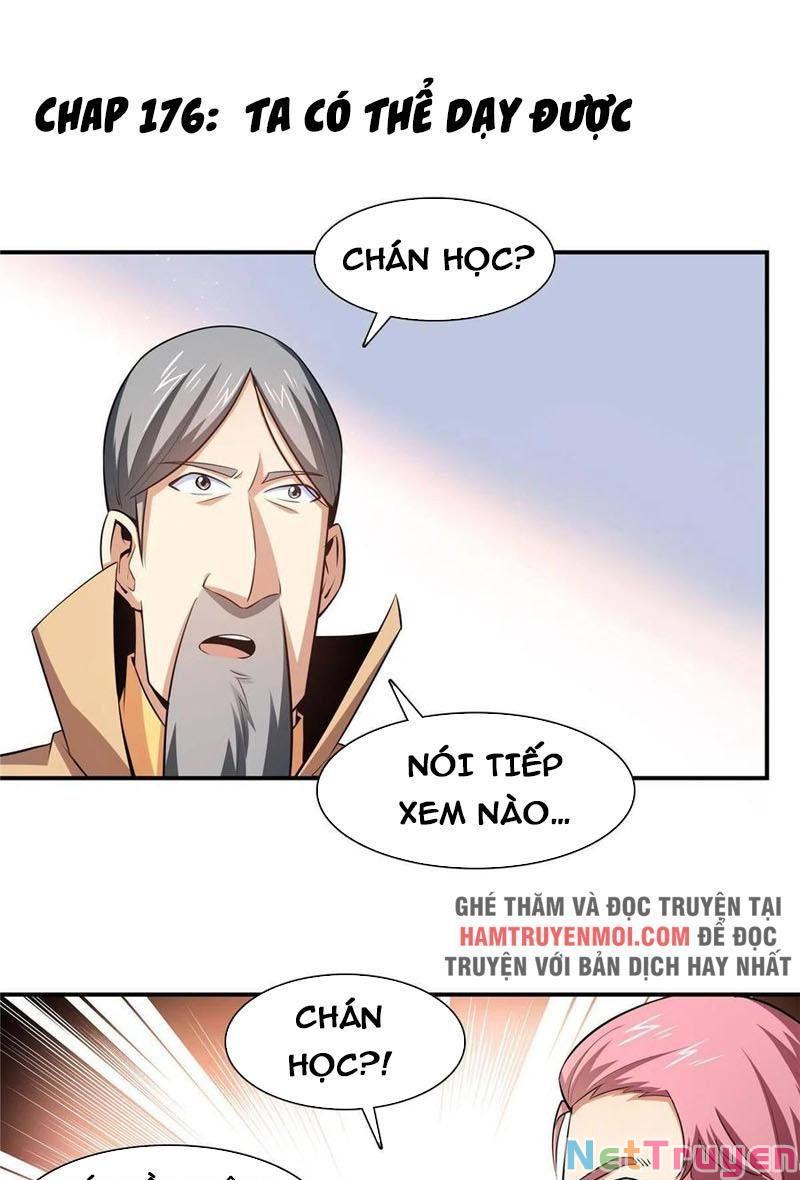 CHAP 176: TA CÓ THỂ DẠY ĐƯỢC
CHÁN HỌC?
NÓI TIẾP
XEM NÀO...
GHÉ THĂM VÀ ĐỌC TRUYỆN TẠI
HAMTRUYENMOI.COM ĐỂ ĐỌC
TRUYỆN VỚI BẢN DỊCH HAY NHẤT
CHÁN
HỌC?!
NetTruyen